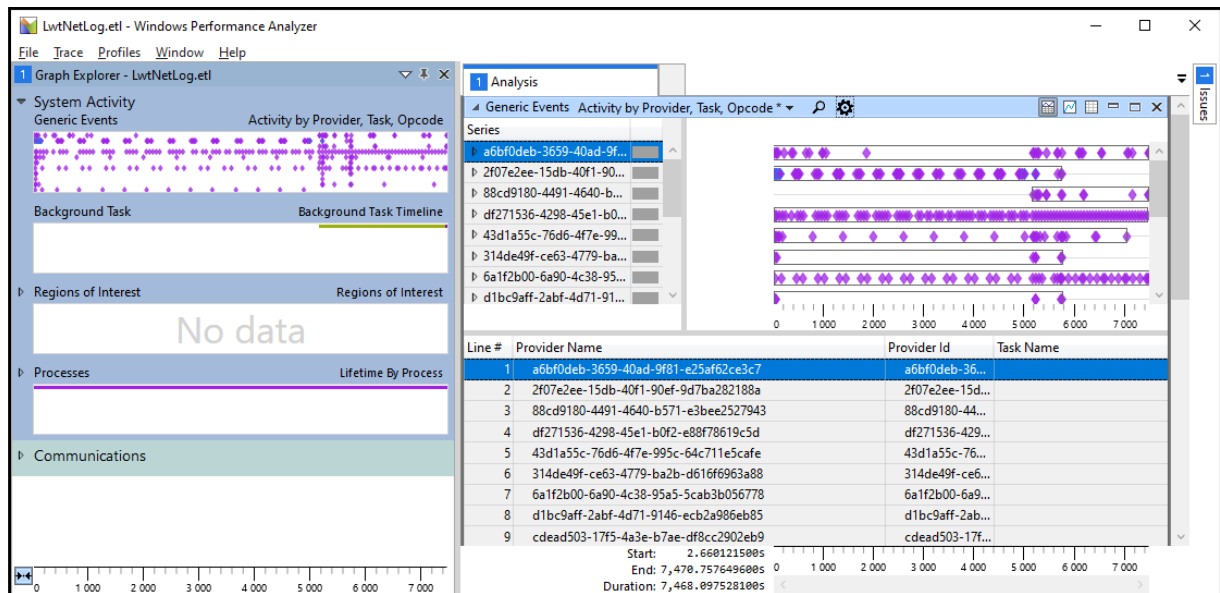 LwtNetLog.etl - Windows Performance Analyzer
File Trace Profiles Window Help
1 Graph Explorer - LwtNetLog.etl
System Activity
Generic Events Activity by Provider, Task, Opcode
Background Task Background Task Timeline
Regions of Interest Regions of Interest
No data
Processes Lifetime By Process
Communications
0 1 000 2 000 3 000 4 000 5 000 6 000 7 000
1 Analysis
Generic Events Activity by Provider, Task, Opcode *
Series
a6bf0deb-3659-40ad-9f...
2f07e2ee-15db-40f1-90...
88cd9180-4491-4640-b...
df271536-4298-45e1-b0...
43d1a55c-76d6-4f7e-99...
314de49f-ce63-4779-ba...
6a1f2b00-6a90-4c38-95...
d1bc9aff-2abf-4d71-91...
0 1 000 2 000 3 000 4 000 5 000 6 000 7 000
Line # Provider Name Provider Id Task Name
1 a6bf0deb-3659-40ad-9f81-e25af62ce3c7 a6bf0deb-36...
2 2f07e2ee-15db-40f1-90ef-9d7ba282188a 2f07e2ee-15d...
3 88cd9180-4491-4640-b571-e3bee2527943 88cd9180-44...
4 df271536-4298-45e1-b0f2-e88f78619c5d df271536-429...
5 43d1a55c-76d6-4f7e-995c-64c711e5cafe 43d1a55c-76...
6 314de49f-ce63-4779-ba2b-d616f6963a88 314de49f-ce6...
7 6a1f2b00-6a90-4c38-95a5-5cab3b056778 6a1f2b00-6a9...
8 d1bc9aff-2abf-4d71-9146-ecb2a986eb85 d1bc9aff-2ab...
9 cdead503-17f5-4a3e-b7ae-df8cc2902eb9 cdead503-17f...
Start: 2.660121500s
End: 7,470.757649600s
Duration: 7,468.097528100s
0 1 000 2 000 3 000 4 000 5 000 6 000 7 000
1 Issues